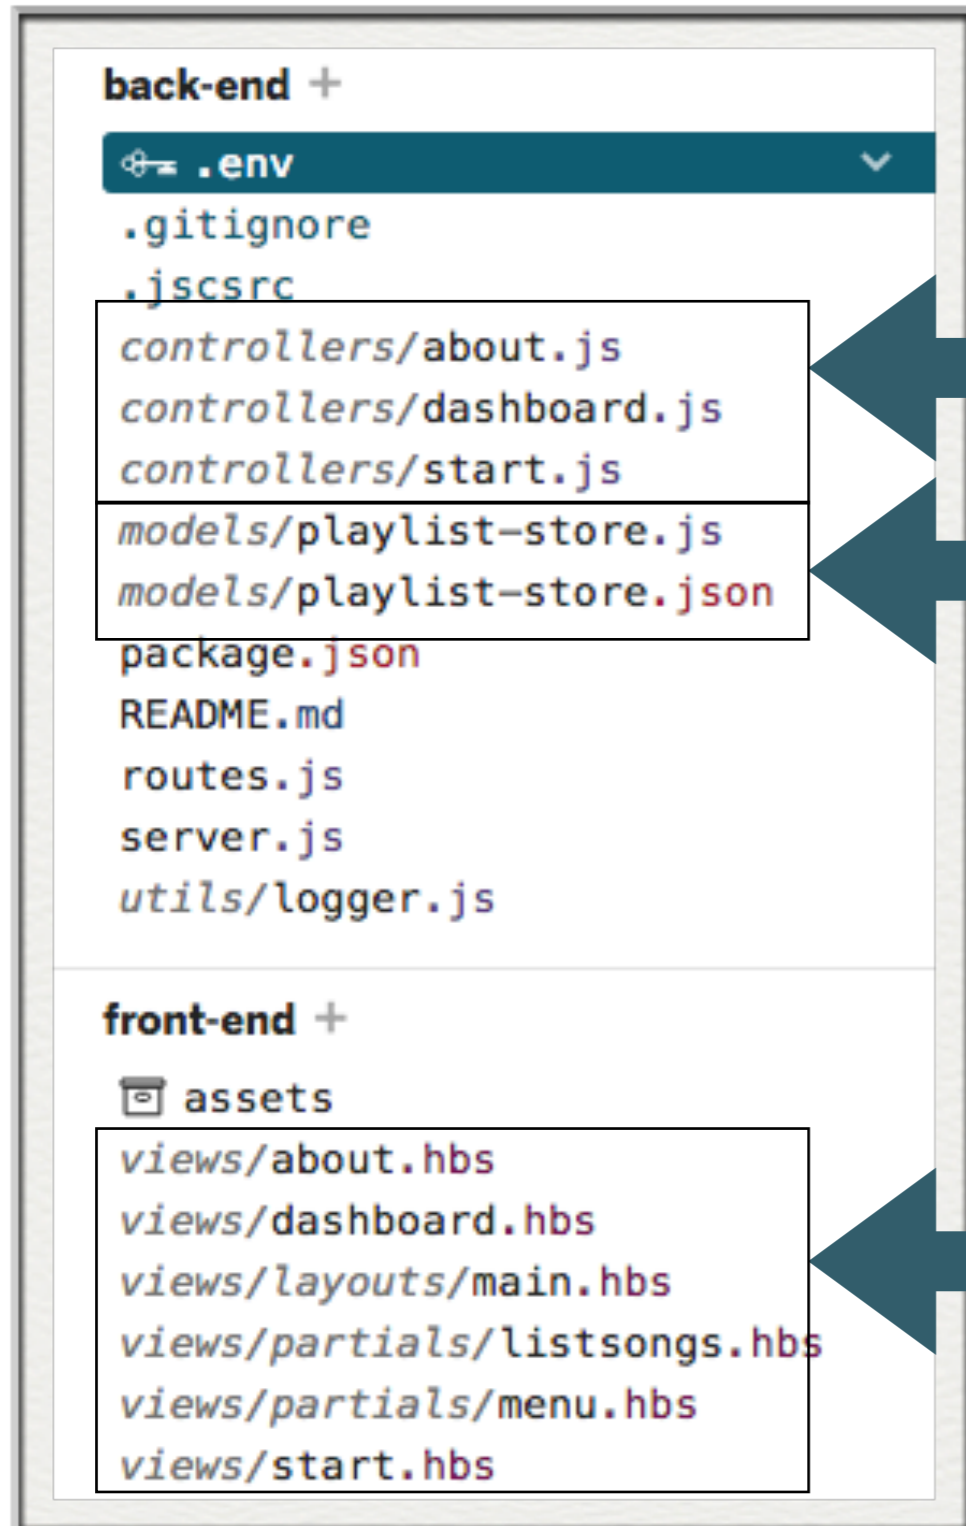 back-end +
.env
.gitignore
.jscsrc
controllers/about.js
controllers/dashboard.js
controllers/start.js
models/playlist-store.js
models/playlist-store.json
package.json
README.md
routes.js
server.js
utils/logger.js
front-end +
assets
views/about.hbs
views/dashboard.hbs
views/layouts/main.hbs
views/partials/listsongs.hbs
views/partials/menu.hbs
views/start.hbs